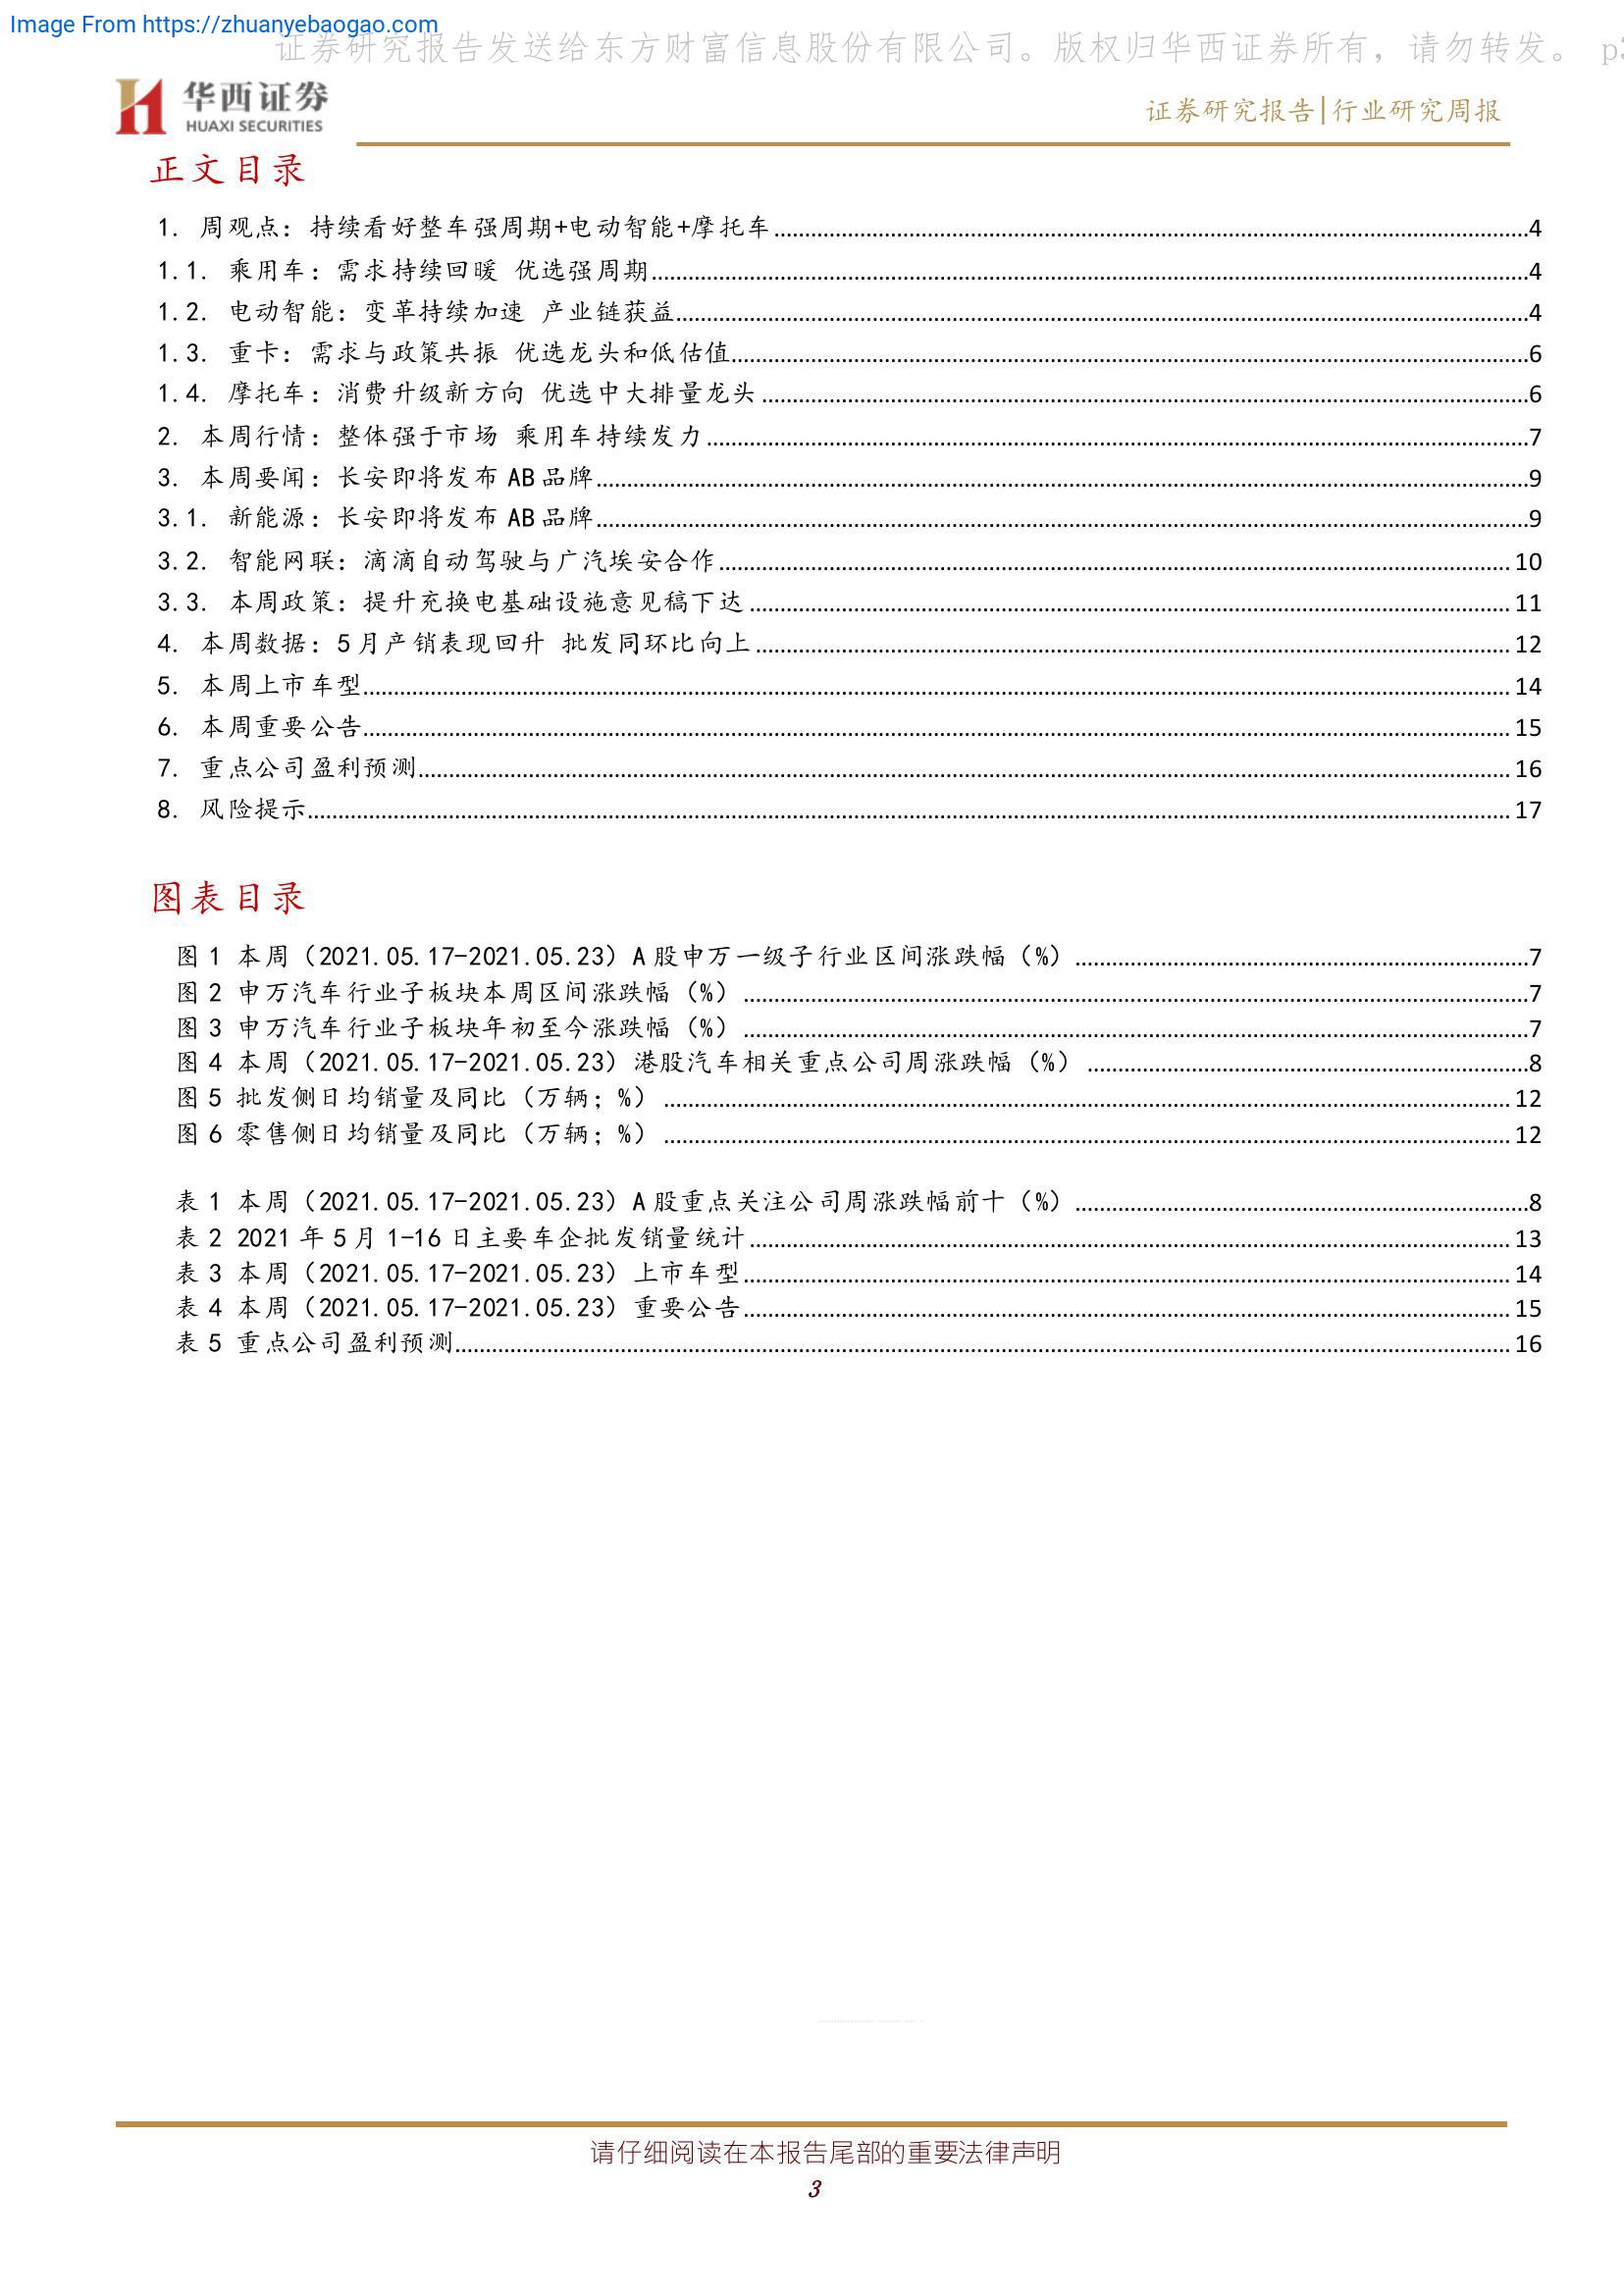 Image From https://zhuanyebaogao.com
证券研究报告发送给东方财富信息股份有限公司。版权归华西证券所有，请勿转发。 p3
华西证券
HUAXI SECURITIES
证券研究报告|行业研究周报
正文目录
1. 周观点：持续看好整车强周期+电动智能+摩托车........4
1.1. 乘用车：需求持续回暖 优选强周期........4
1.2. 电动智能：变革持续加速 产业链获益........4
1.3. 重卡：需求与政策共振 优选龙头和低估值........6
1.4. 摩托车：消费升级新方向 优选中大排量龙头........6
2. 本周行情：整体强于市场 乘用车持续发力........7
3. 本周要闻：长安即将发布 AB 品牌........9
3.1. 新能源：长安即将发布 AB 品牌........9
3.2. 智能网联：滴滴自动驾驶与广汽埃安合作........10
3.3. 本周政策：提升充换电基础设施意见稿下达........11
4. 本周数据：5 月产销表现回升 批发同环比向上........12
5. 本周上市车型........14
6. 本周重要公告........15
7. 重点公司盈利预测........16
8. 风险提示........17
图表目录
图 1 本周（2021.05.17-2021.05.23）A 股申万一级子行业区间涨跌幅（%）........7
图 2 申万汽车行业子板块本周区间涨跌幅（%）........7
图 3 申万汽车行业子板块年初至今涨跌幅（%）........7
图 4 本周（2021.05.17-2021.05.23）港股汽车相关重点公司周涨跌幅（%）........8
图 5 批发侧日均销量及同比（万辆；%）........12
图 6 零售侧日均销量及同比（万辆；%）........12
表 1 本周（2021.05.17-2021.05.23）A 股重点关注公司周涨跌幅前十（%）........8
表 2 2021 年 5 月 1-16 日主要车企批发销量统计........13
表 3 本周（2021.05.17-2021.05.23）上市车型........14
表 4 本周（2021.05.17-2021.05.23）重要公告........15
表 5 重点公司盈利预测........16
请仔细阅读在本报告尾部的重要法律声明
3